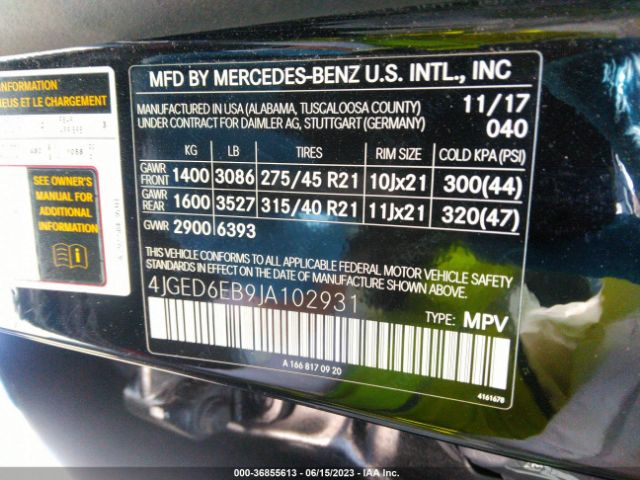 INFORMATION
NEUS ET LE CHARGEMENT
SEE OWNER'S
MANUAL FOR
ADDITIONAL
INFORMATION
MFD BY MERCEDES-BENZ U.S. INTL., INC
MANUFACTURED IN USA (ALABAMA, TUSCALOOSA COUNTY) 11/17
UNDER CONTRACT FOR DAIMLER AG, STUTTGART (GERMANY) 040
KG LB TIRES RIM SIZE COLD KPA (PSI)
GAWR FRONT 1400 3086 275/45 R21 10Jx21 300(44)
GAWR REAR 1600 3527 315/40 R21 11Jx21 320(47)
GWR 2900 6393
THIS VEHICLE CONFORMS TO ALL APPLICABLE FEDERAL MOTOR VEHICLE SAFETY
STANDARDS IN EFFECT ON THE DATE OF MANUFACTURE SHOWN ABOVE.
4JGED6EB9JA102931
TYPE: MPV
A 166 817 09 20
4161678
000-36855613 - 06/15/2023 - IAA Inc.